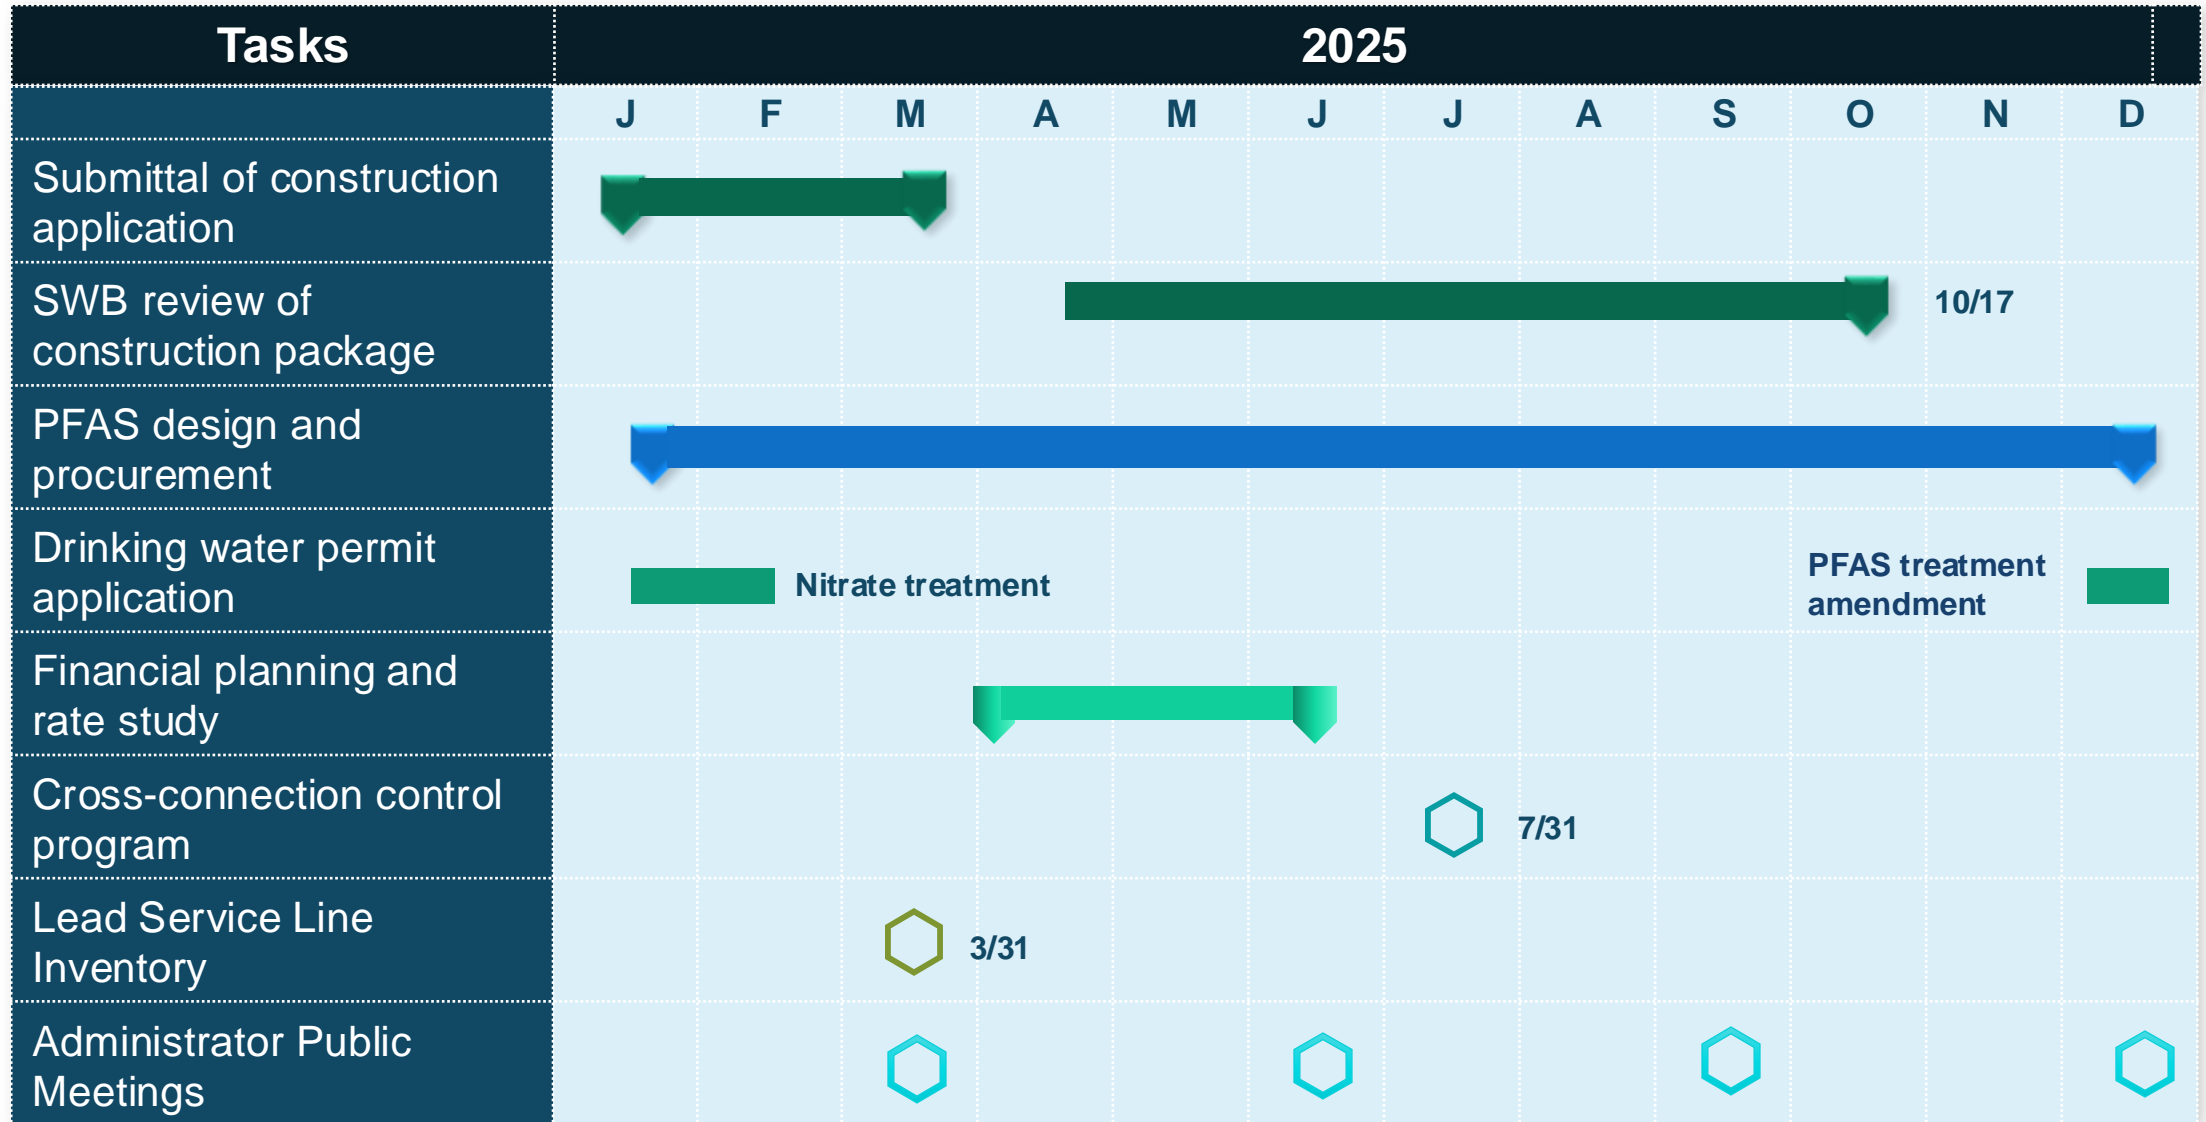 Tasks
2025
J F M A M J J A S O N D
Submittal of construction
application
SWB review of
construction package
10/17
PFAS design and
procurement
Drinking water permit
application
Nitrate treatment
PFAS treatment
amendment
Financial planning and
rate study
Cross-connection control
program
7/31
Lead Service Line
Inventory
3/31
Administrator Public
Meetings